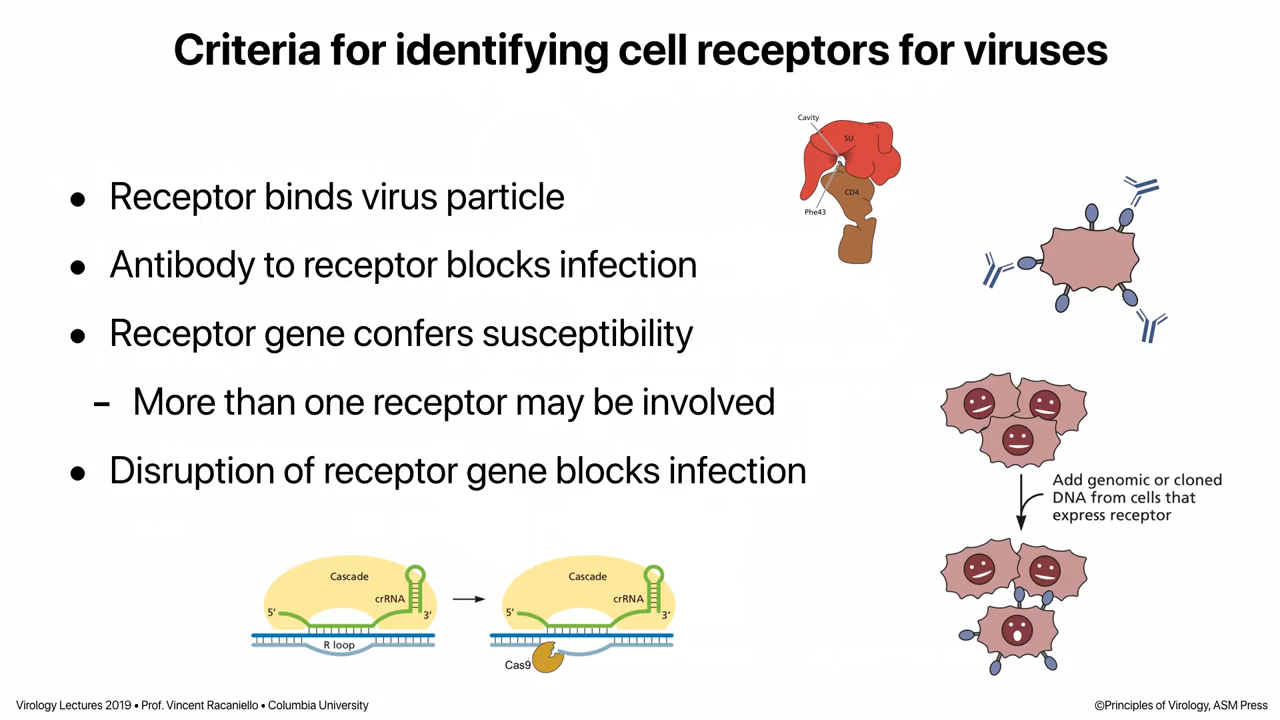 Criteria for identifying cell receptors for viruses
● Receptor binds virus particle
● Antibody to receptor blocks infection
● Receptor gene confers susceptibility
– More than one receptor may be involved
● Disruption of receptor gene blocks infection
Cavity
SU
CD4
Phe43
Add genomic or cloned
DNA from cells that
express receptor
Cascade
crRNA
5’
3’
R loop
Cascade
crRNA
5’
3’
Cas9
Virology Lectures 2019 • Prof. Vincent Racaniello • Columbia University
©Principles of Virology, ASM Press